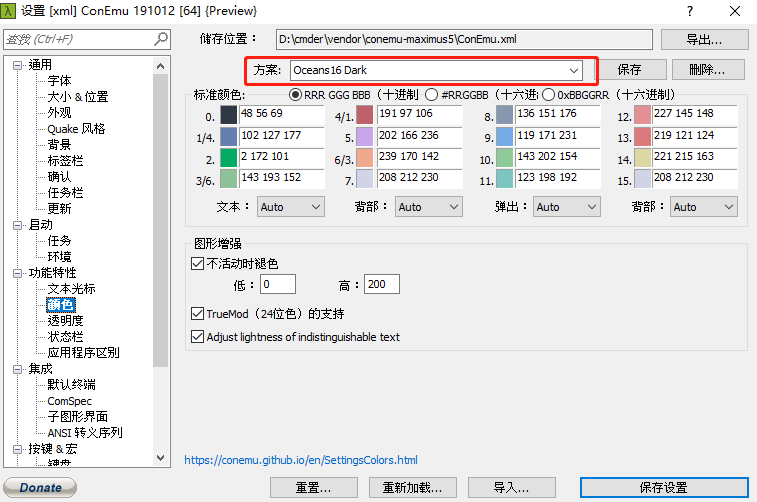 λ 设置 [xml] ConEmu 191012 [64] {Preview}
查找 (Ctrl+F)
通用
字体
大小 & 位置
外观
Quake 风格
背景
标签栏
确认
任务栏
更新
启动
任务
环境
功能特性
文本光标
颜色
透明度
状态栏
应用程序区别
集成
默认终端
ComSpec
子图形界面
ANSI 转义序列
按键 & 宏
键盘
储存位置： D:\cmder\vendor\conemu-maximus5\ConEmu.xml 导出...
方案: Oceans16 Dark 保存 删除...
标准颜色: RRR GGG BBB（十进制 #RRGGBB（十六进 0xBBGGRR（十六进制）
0. 48 56 69 4/1. 191 97 106 8. 136 151 176 12. 227 145 148
1/4. 102 127 177 5. 202 166 236 9. 119 171 231 13. 219 121 124
2. 2 172 101 6/3. 239 170 142 10. 143 202 154 14. 221 215 163
3/6. 143 193 152 7. 208 212 230 11. 123 198 192 15. 208 212 230
文本： Auto 背部： Auto 弹出： Auto 背部： Auto
图形增强
不活动时褪色
低： 0 高： 200
TrueMod（24位色）的支持
Adjust lightness of indistinguishable text
https://conemu.github.io/en/SettingsColors.html
Donate 重置... 重新加载... 导入... 保存设置